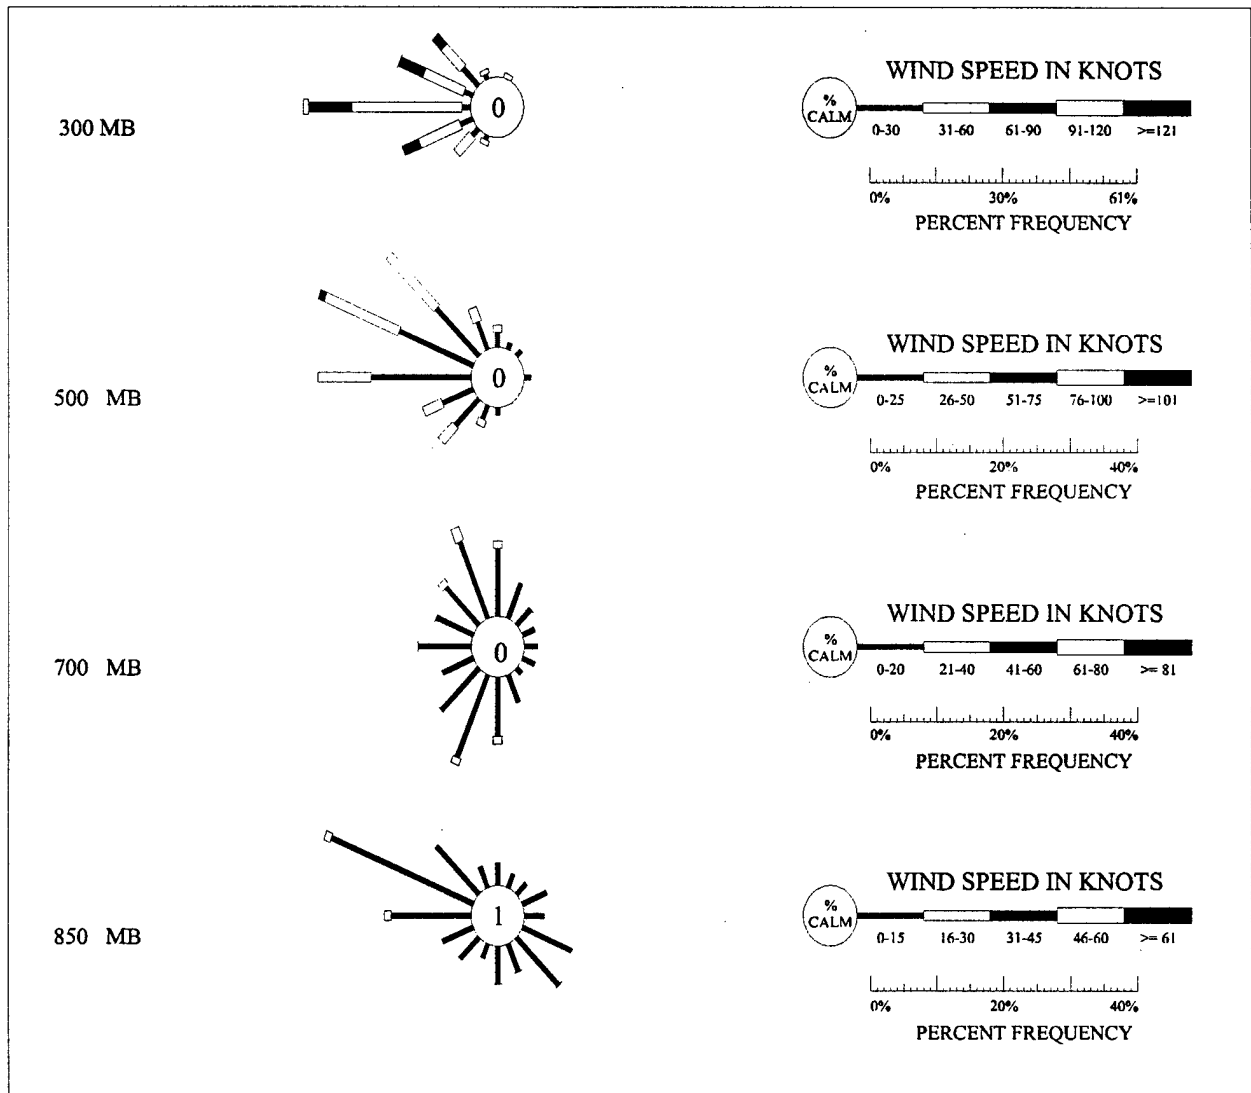 300 MB
0
WIND SPEED IN KNOTS
% CALM
0-30 31-60 61-90 91-120 >=121
0% 30% 61%
PERCENT FREQUENCY
500 MB
0
WIND SPEED IN KNOTS
% CALM
0-25 26-50 51-75 76-100 >=101
0% 20% 40%
PERCENT FREQUENCY
700 MB
0
WIND SPEED IN KNOTS
% CALM
0-20 21-40 41-60 61-80 >= 81
0% 20% 40%
PERCENT FREQUENCY
850 MB
1
WIND SPEED IN KNOTS
% CALM
0-15 16-30 31-45 46-60 >= 61
0% 20% 40%
PERCENT FREQUENCY